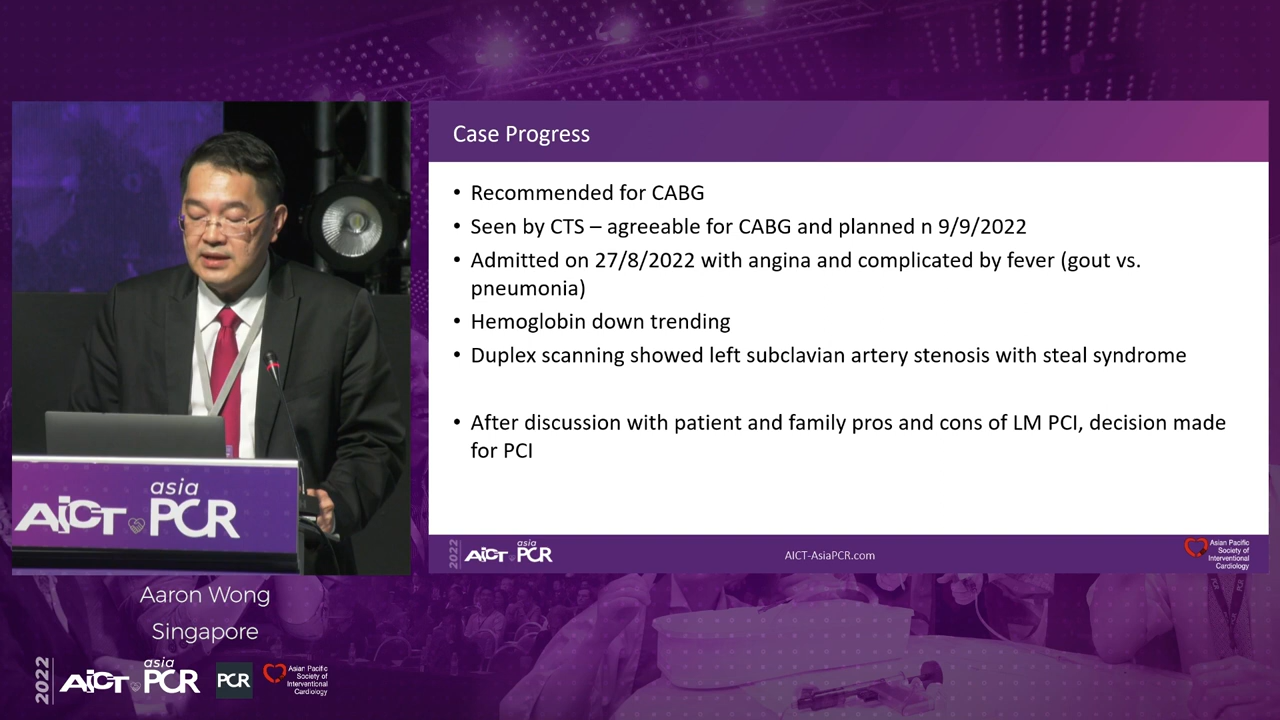 Case Progress
• Recommended for CABG
• Seen by CTS – agreeable for CABG and planned n 9/9/2022
• Admitted on 27/8/2022 with angina and complicated by fever (gout vs.
pneumonia)
• Hemoglobin down trending
• Duplex scanning showed left subclavian artery stenosis with steal syndrome
• After discussion with patient and family pros and cons of LM PCI, decision made
for PCI
2022
AICT
asia
PCR
AICT-AsiaPCR.com
Asian Pacific
Society of
Interventional
Cardiology
asia
AICT PCR
Aaron Wong
Singapore
2022
AICT
asia
PCR
PCR
Asian Pacific
Society of
Interventional
Cardiology